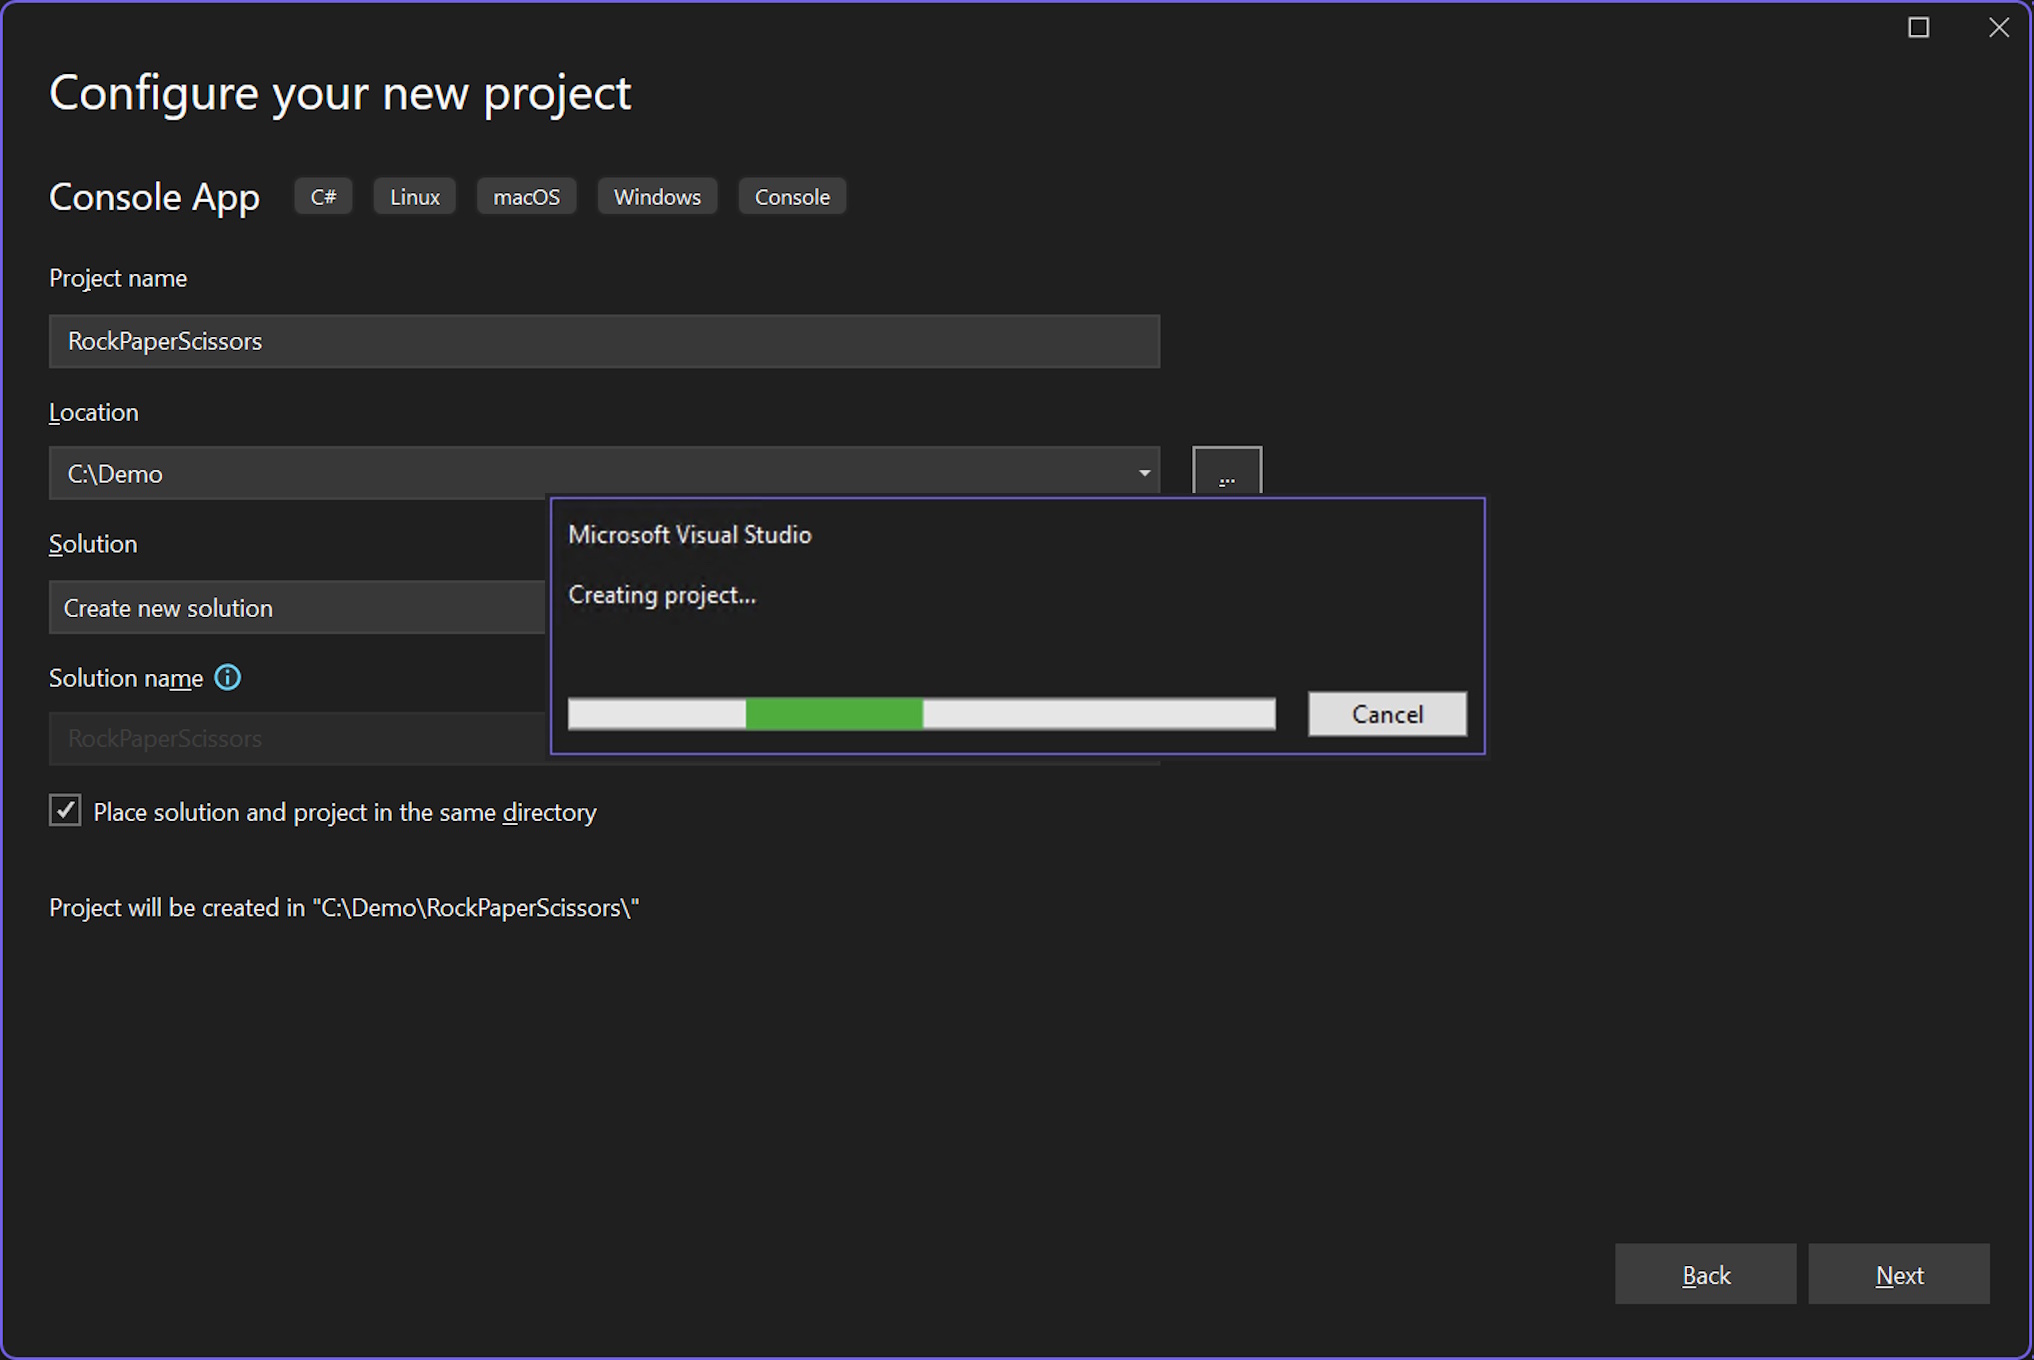 Configure your new project
Console App C# Linux macOS Windows Console
Project name
RockPaperScissors
Location
C:\Demo
...
Solution
Create new solution
Microsoft Visual Studio
Creating project...
Cancel
Solution name
RockPaperScissors
Place solution and project in the same directory
Project will be created in "C:\Demo\RockPaperScissors\"
Back Next